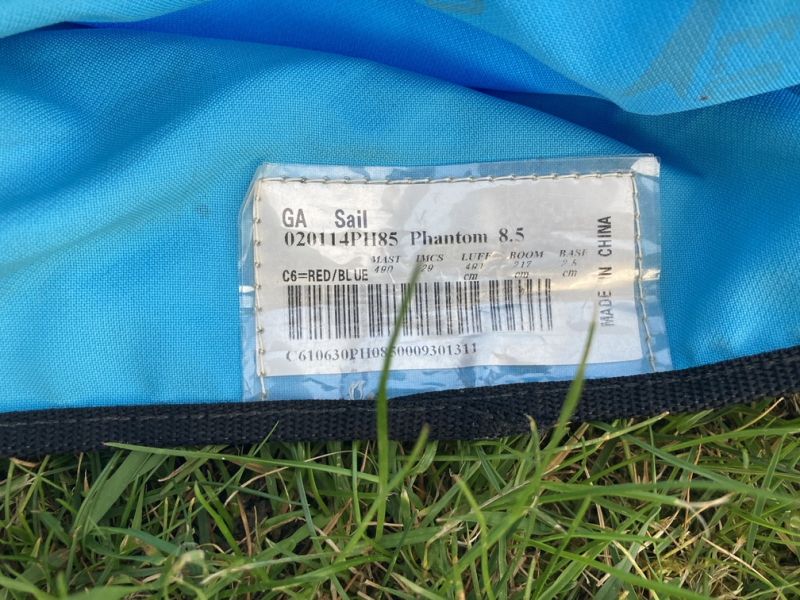 GA Sail
020114PH85 Phantom 8.5
MAST IMCS LUFF BOOM BASE
490 29 217
cm cm cm
C6=RED/BLUE
MADE IN CHINA
C610630PH0850009301311